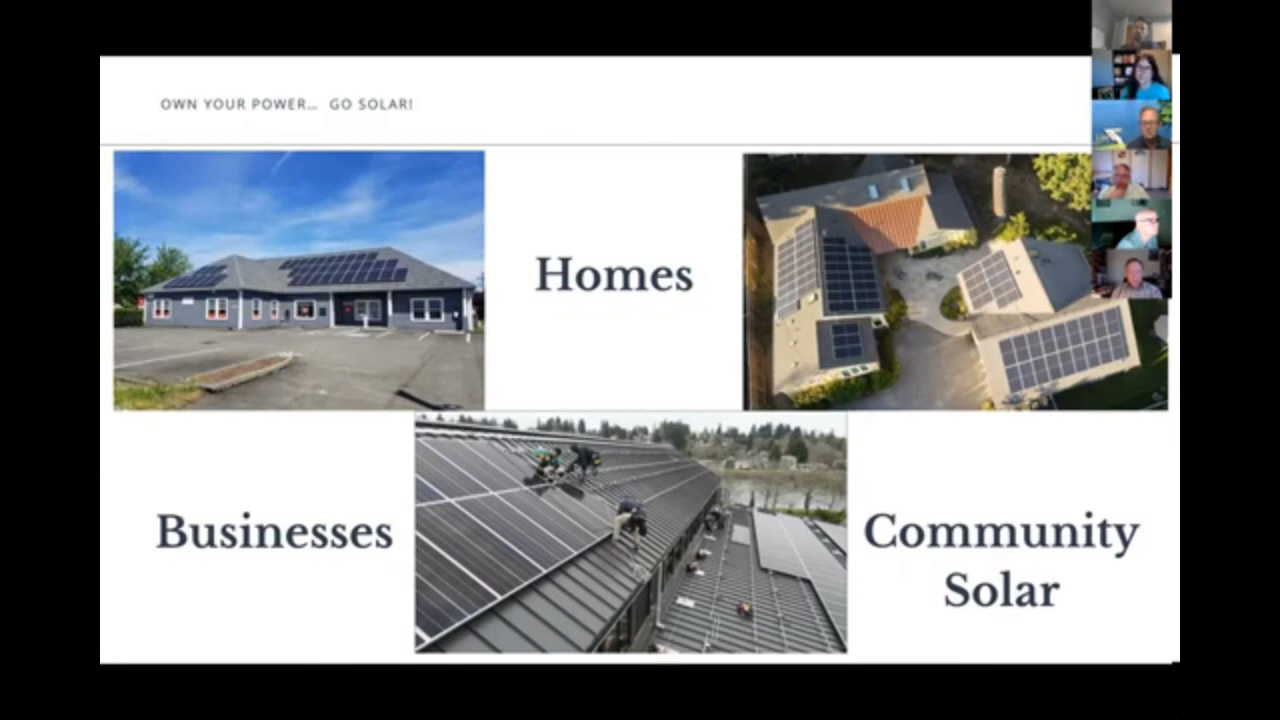 OWN YOUR POWER… GO SOLAR!
Homes
Businesses
Community
Solar